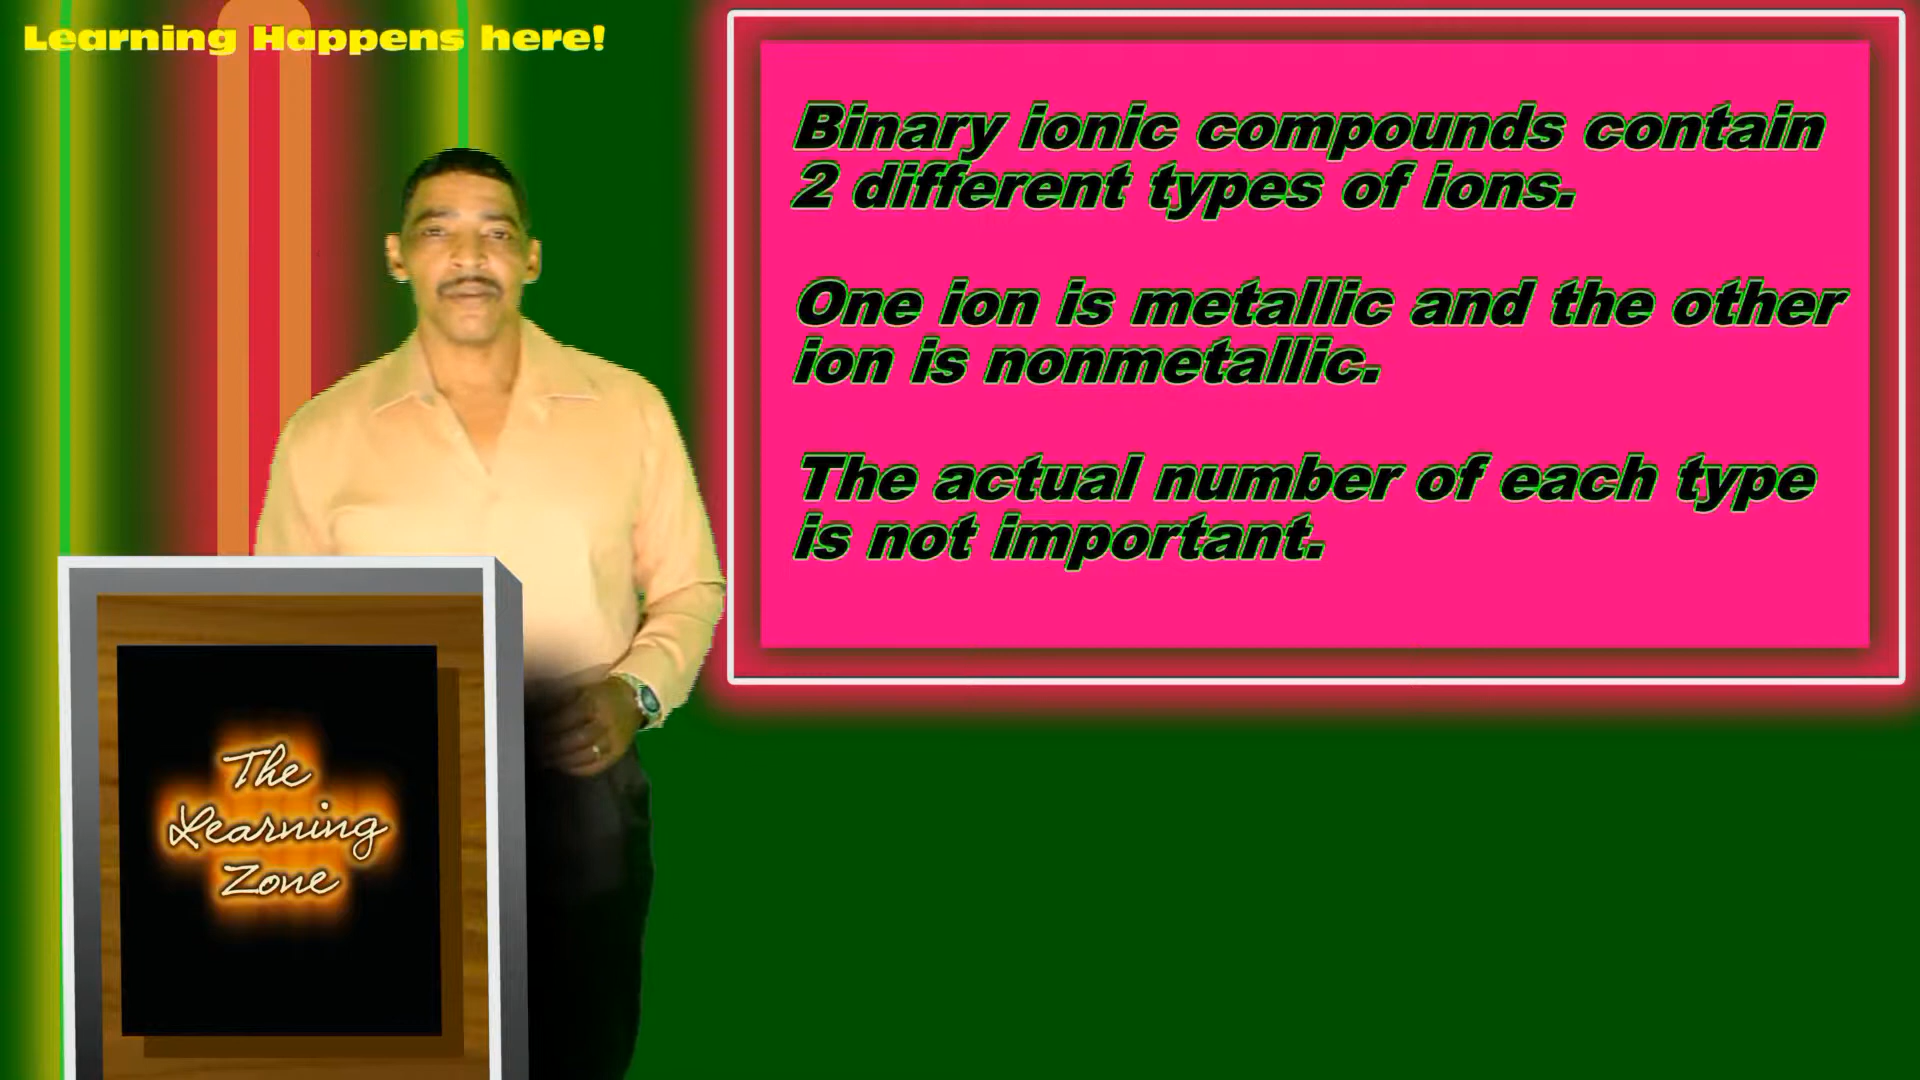 Learning Happens here!
Binary ionic compounds contain
2 different types of ions.
One ion is metallic and the other
ion is nonmetallic.
The actual number of each type
is not important.
The
Learning
Zone